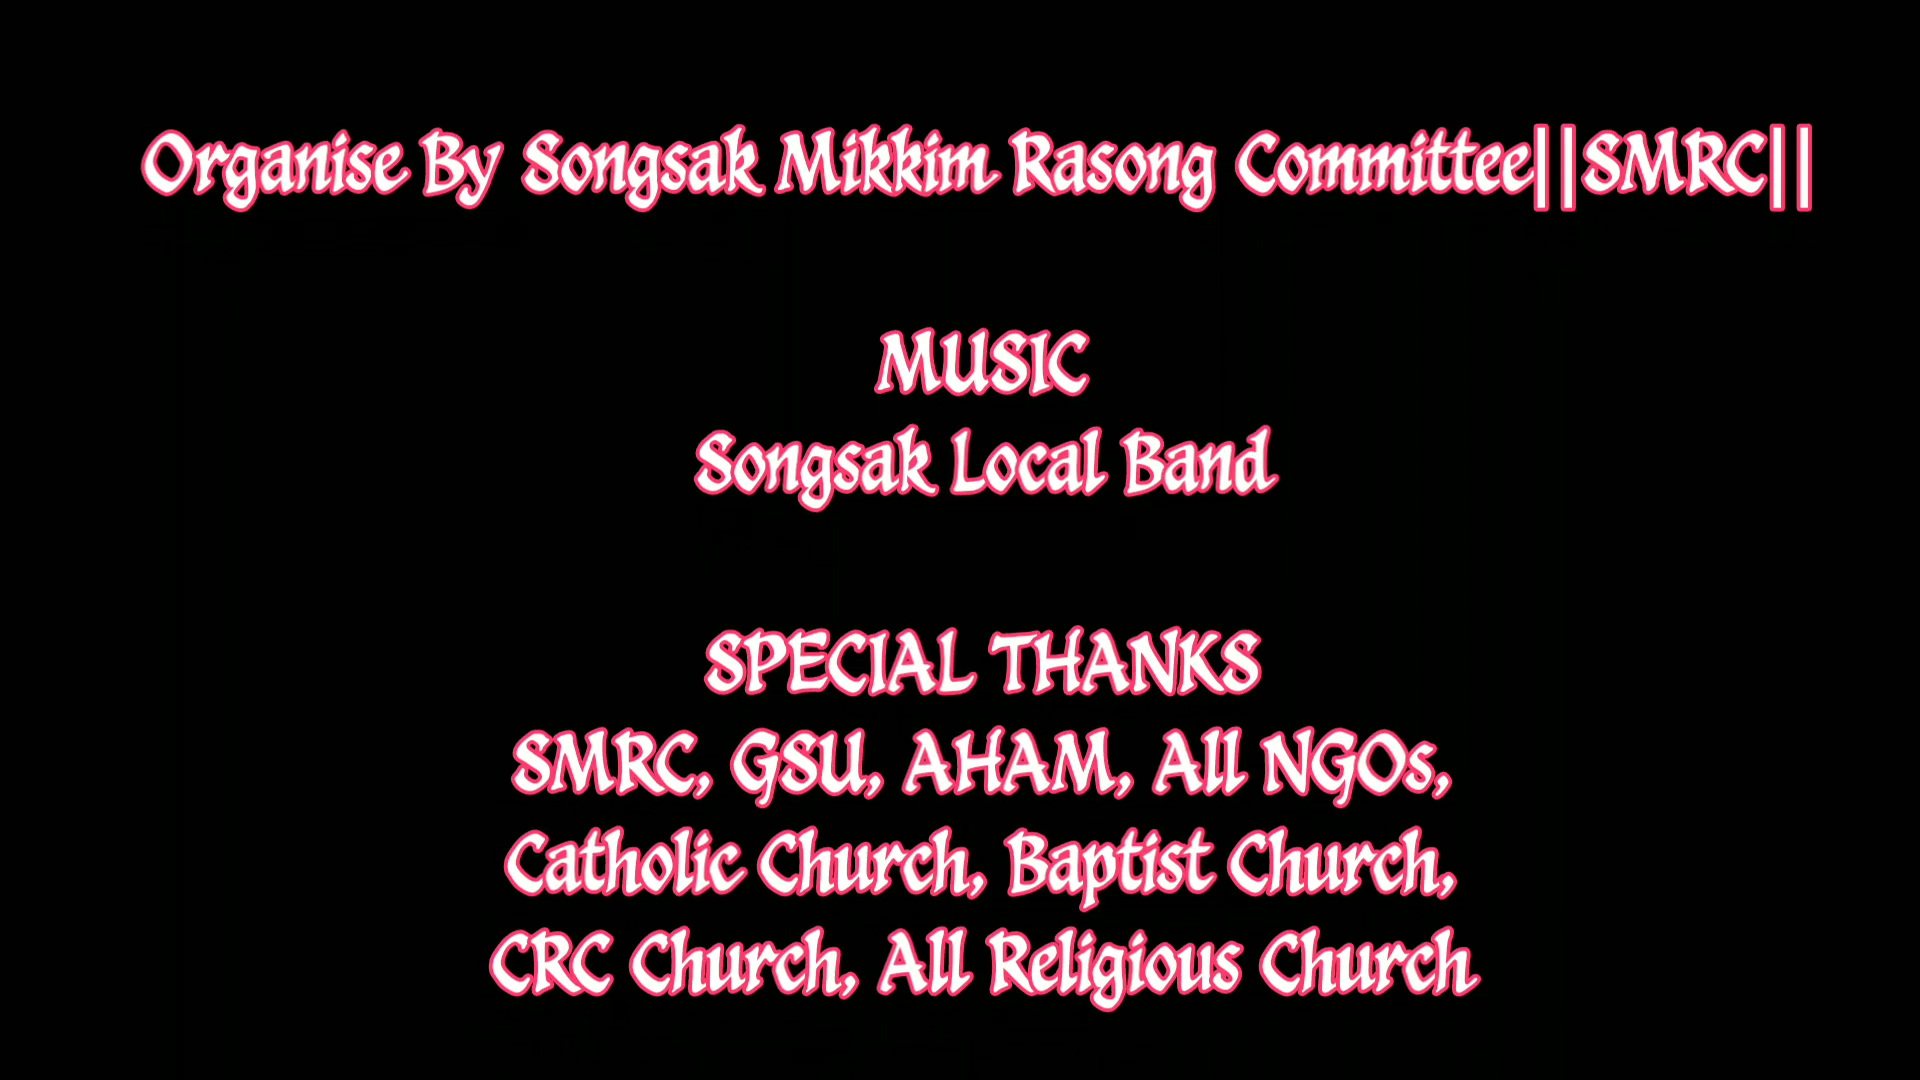 Organise By Songsak Mikkim Rasong Committee||SMRC||
MUSIC
Songsak Local Band
SPECIAL THANKS
SMRC, GSU, AHAM, All NGOs,
Catholic Church, Baptist Church,
CRC Church, All Religious Church